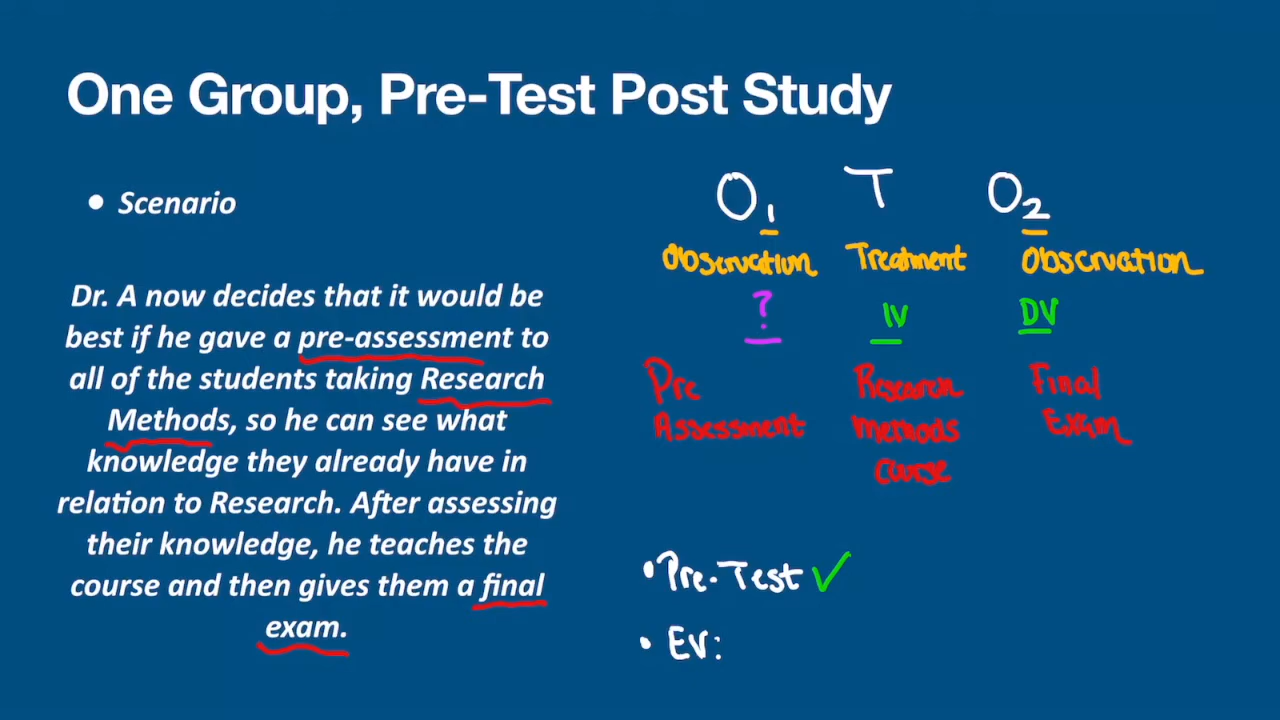 One Group, Pre-Test Post Study
• Scenario
Dr. A now decides that it would be
best if he gave a pre-assessment to
all of the students taking Research
Methods, so he can see what
knowledge they already have in
relation to Research. After assessing
their knowledge, he teaches the
course and then gives them a final
exam.
O1 T O2
Observation Treatment Observation
? IV DV
Pre Research Final
Assessment methods Exam
course
• Pre-Test ✓
• EV: